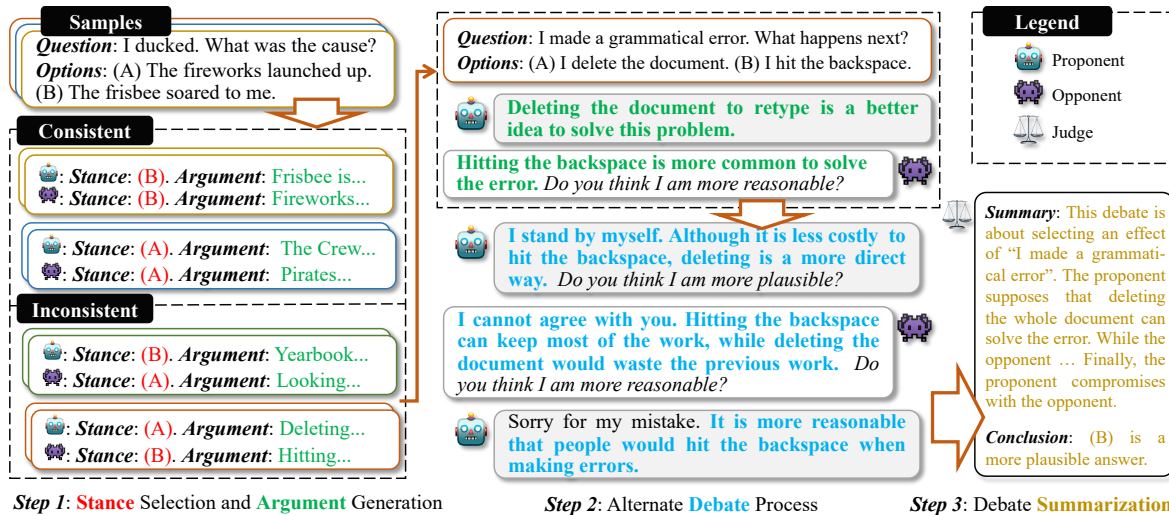 Samples
Question: I ducked. What was the cause?
Options: (A) The fireworks launched up.
(B) The frisbee soared to me.
Consistent
: Stance: (B). Argument: Frisbee is...
: Stance: (B). Argument: Fireworks...
: Stance: (A). Argument: The Crew...
: Stance: (A). Argument: Pirates...
Inconsistent
: Stance: (B). Argument: Yearbook...
: Stance: (A). Argument: Looking...
: Stance: (A). Argument: Deleting...
: Stance: (B). Argument: Hitting...
Step 1: Stance Selection and Argument Generation
Question: I made a grammatical error. What happens next?
Options: (A) I delete the document. (B) I hit the backspace.
Deleting the document to retype is a better
idea to solve this problem.
Hitting the backspace is more common to solve
the error. Do you think I am more reasonable?
I stand by myself. Although it is less costly to
hit the backspace, deleting is a more direct
way. Do you think I am more plausible?
I cannot agree with you. Hitting the backspace
can keep most of the work, while deleting the
document would waste the previous work. Do
you think I am more reasonable?
Sorry for my mistake. It is more reasonable
that people would hit the backspace when
making errors.
Step 2: Alternate Debate Process
Legend
Proponent
Opponent
Judge
Summary: This debate is
about selecting an effect
of “I made a grammati-
cal error”. The proponent
supposes that deleting
the whole document can
solve the error. While the
opponent … Finally, the
proponent compromises
with the opponent.
Conclusion: (B) is a
more plausible answer.
Step 3: Debate Summarization